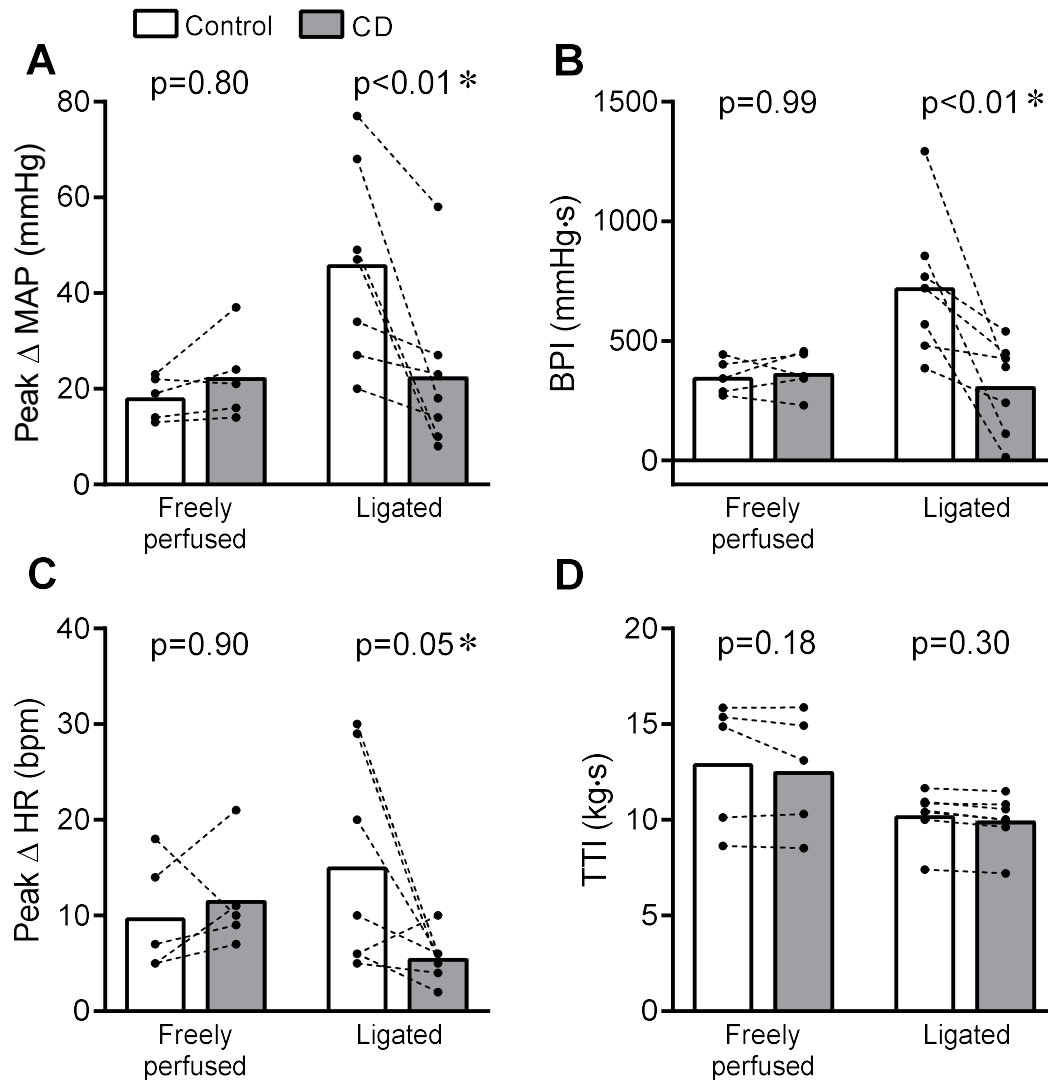 Control CD
A
p=0.80 p<0.01 *
80
60
40
20
0
Peak Δ MAP (mmHg)
Freely
perfused
Ligated
B
p=0.99 p<0.01 *
1500
1000
500
0
BPI (mmHg·s)
Freely
perfused
Ligated
C
p=0.90 p=0.05 *
40
30
20
10
0
Peak Δ HR (bpm)
Freely
perfused
Ligated
D
p=0.18 p=0.30
20
15
10
5
0
TTI (kg·s)
Freely
perfused
Ligated